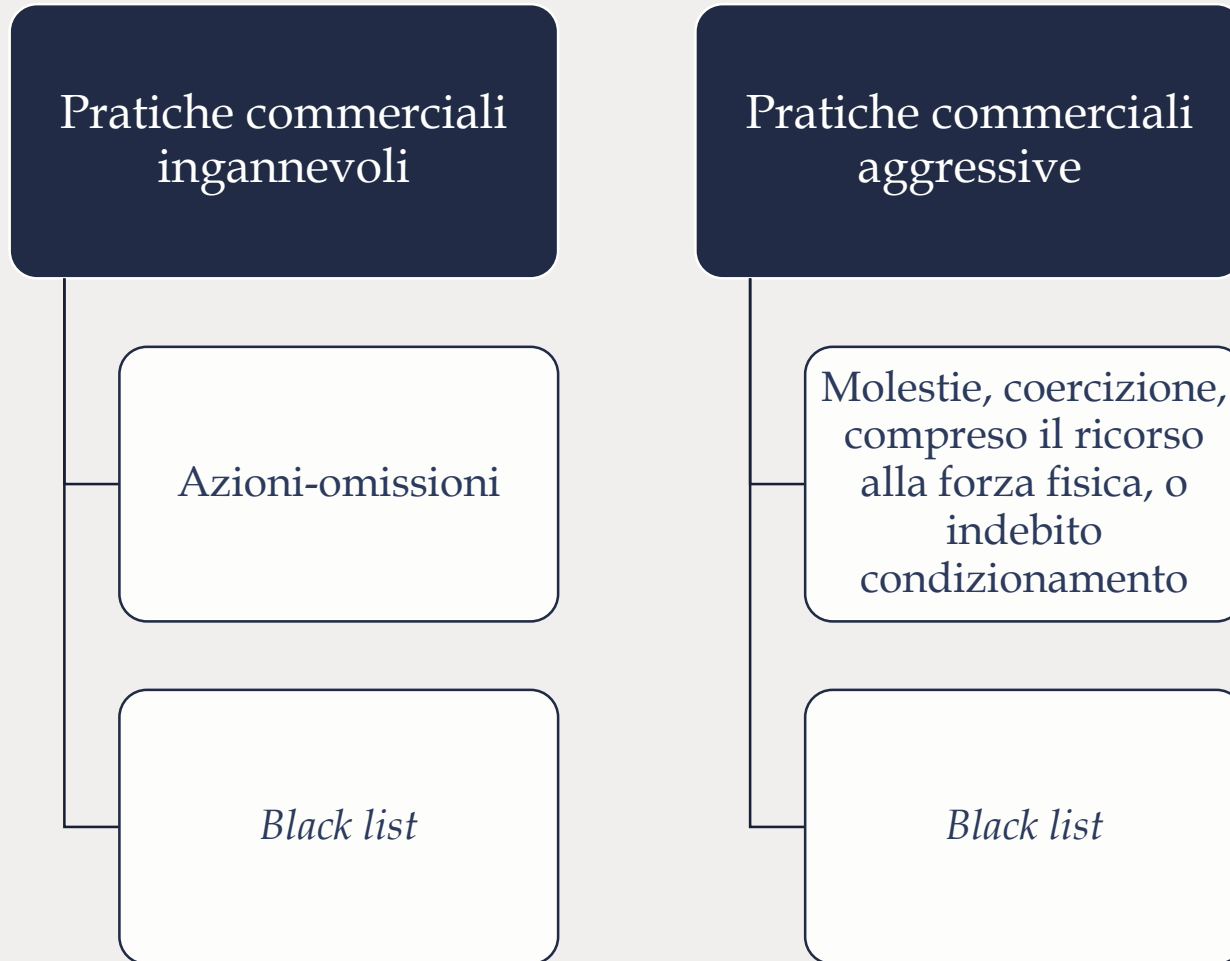 Pratiche commerciali
ingannevoli
Azioni-omissioni
Black list
Pratiche commerciali
aggressive
Molestie, coercizione,
compreso il ricorso
alla forza fisica, o
indebito
condizionamento
Black list